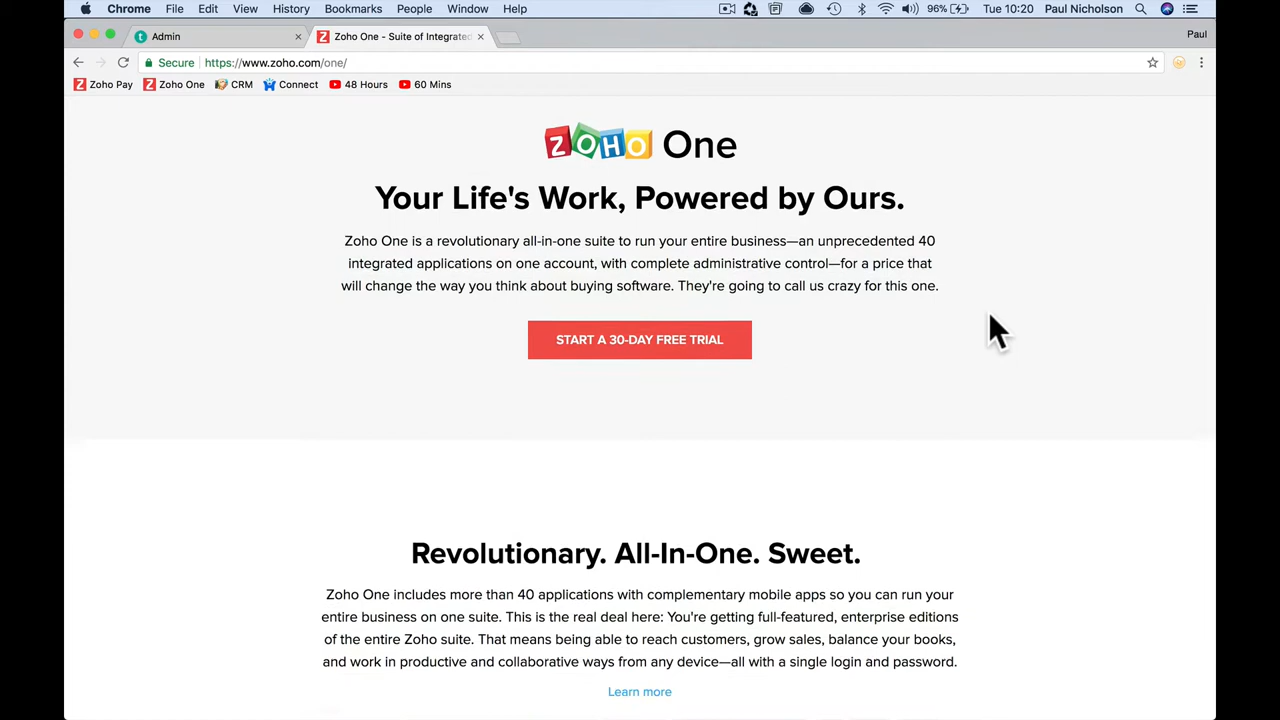 Chrome File Edit View History Bookmarks People Window Help 96% Tue 10:20 Paul Nicholson
Admin Zoho One - Suite of Integrated Paul
Secure https://www.zoho.com/one/
Zoho Pay Zoho One CRM Connect 48 Hours 60 Mins
ZOHO One
Your Life's Work, Powered by Ours.
Zoho One is a revolutionary all-in-one suite to run your entire business—an unprecedented 40
integrated applications on one account, with complete administrative control—for a price that
will change the way you think about buying software. They're going to call us crazy for this one.
START A 30-DAY FREE TRIAL
Revolutionary. All-In-One. Sweet.
Zoho One includes more than 40 applications with complementary mobile apps so you can run your
entire business on one suite. This is the real deal here: You're getting full-featured, enterprise editions
of the entire Zoho suite. That means being able to reach customers, grow sales, balance your books,
and work in productive and collaborative ways from any device—all with a single login and password.
Learn more